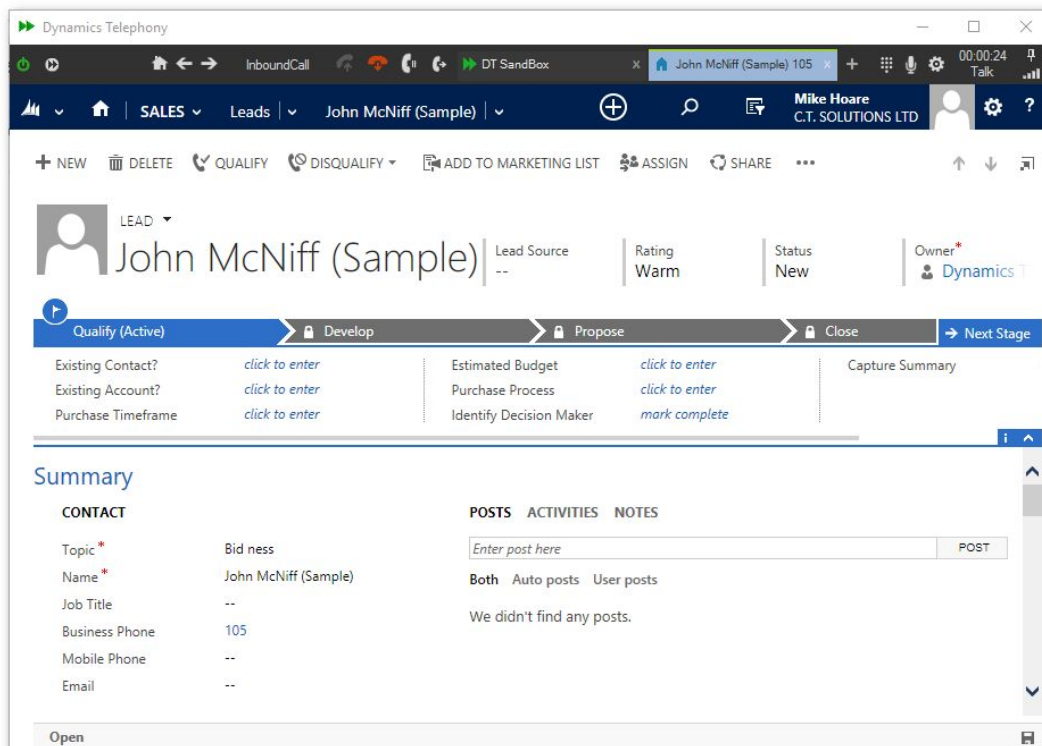 Dynamics Telephony
InboundCall DT SandBox x John McNiff (Sample) 105 x 00:00:24 Talk
SALES Leads John McNiff (Sample) Mike Hoare C.T. SOLUTIONS LTD ?
NEW DELETE QUALIFY DISQUALIFY ADD TO MARKETING LIST ASSIGN SHARE •••
LEAD
John McNiff (Sample)
Lead Source
--
Rating
Warm
Status
New
Owner*
Dynamics T
Qualify (Active) Develop Propose Close Next Stage
Existing Contact? click to enter Estimated Budget click to enter Capture Summary
Existing Account? click to enter Purchase Process click to enter
Purchase Timeframe click to enter Identify Decision Maker mark complete
Summary
CONTACT
Topic* Bid ness
Name* John McNiff (Sample)
Job Title --
Business Phone 105
Mobile Phone --
Email --
POSTS ACTIVITIES NOTES
Enter post here POST
Both Auto posts User posts
We didn't find any posts.
Open